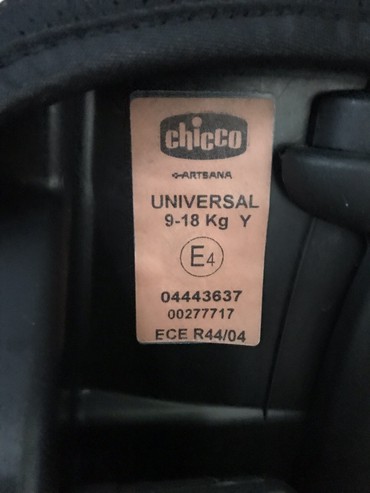 chicco
ARTSANA
UNIVERSAL
9-18 Kg Y
E4
04443637
00277717
ECE R44/04